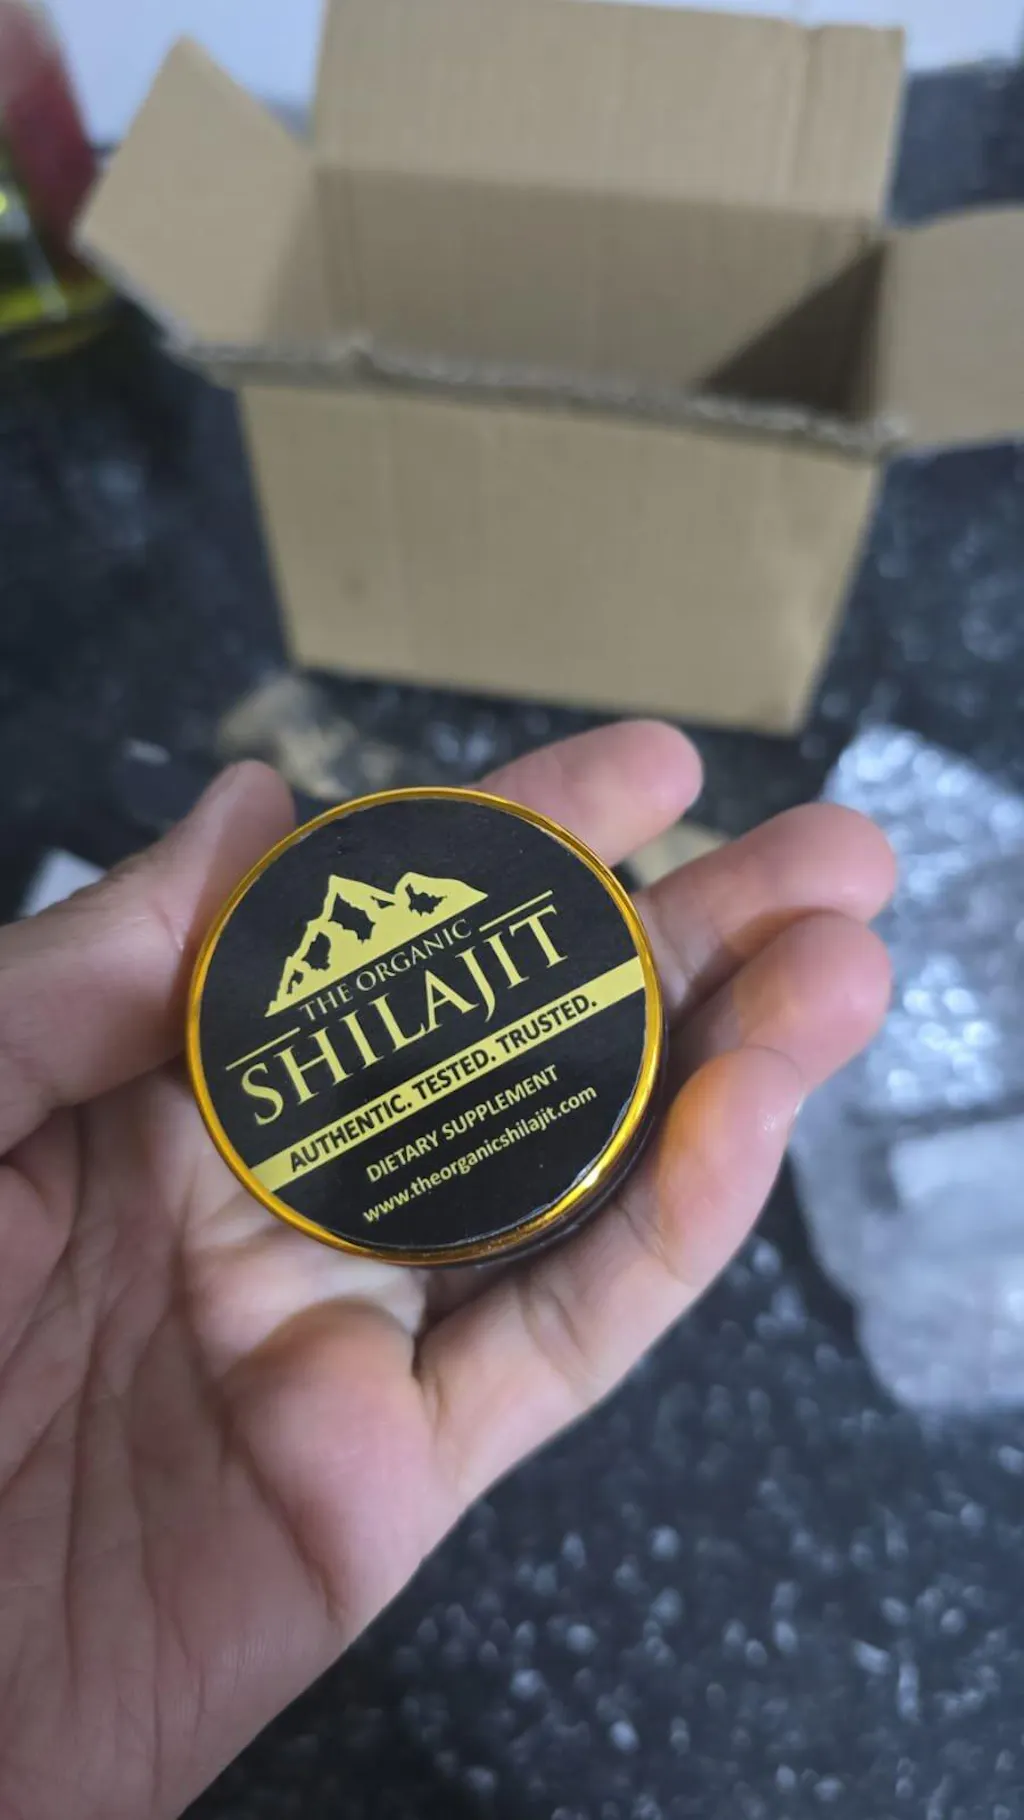 THE ORGANIC
SHILAJIT
AUTHENTIC. TESTED. TRUSTED.
DIETARY SUPPLEMENT
www.theorganicshilajit.com